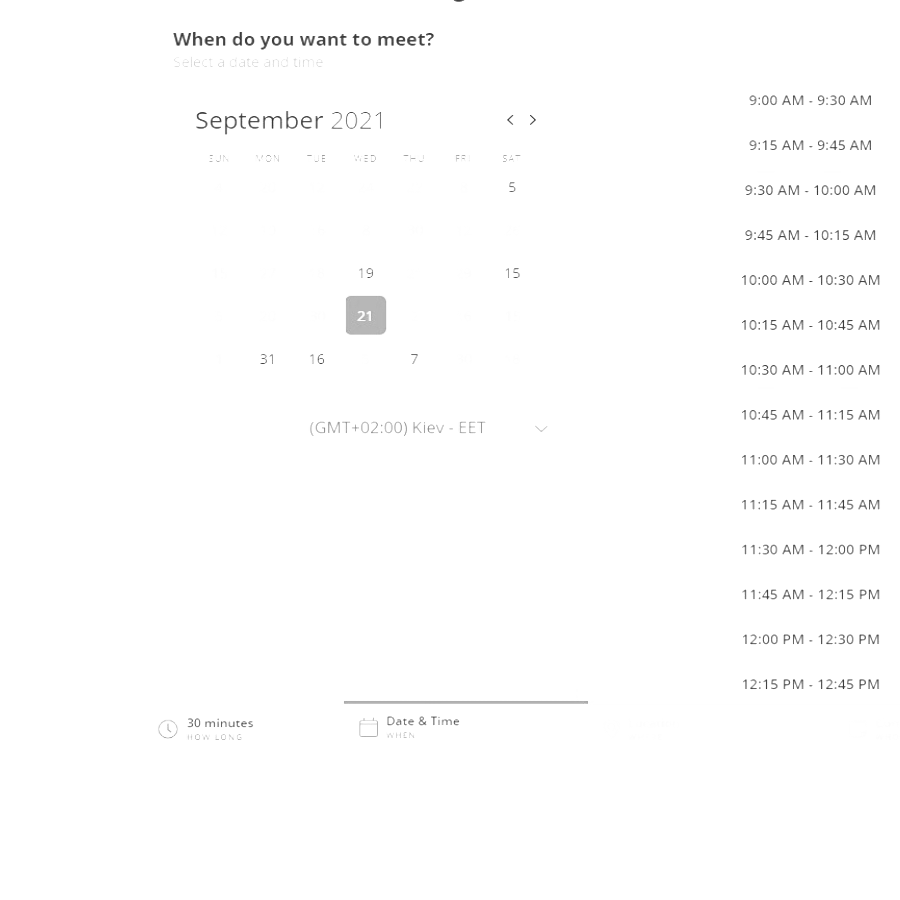 When do you want to meet?
Select a date and time
September 2021
SUN MON TUE WED THU FRI SAT
5
19 15
21
31 16 7
(GMT+02:00) Kiev - EET
9:00 AM - 9:30 AM
9:15 AM - 9:45 AM
9:30 AM - 10:00 AM
9:45 AM - 10:15 AM
10:00 AM - 10:30 AM
10:15 AM - 10:45 AM
10:30 AM - 11:00 AM
10:45 AM - 11:15 AM
11:00 AM - 11:30 AM
11:15 AM - 11:45 AM
11:30 AM - 12:00 PM
11:45 AM - 12:15 PM
12:00 PM - 12:30 PM
12:15 PM - 12:45 PM
30 minutes
HOW LONG
Date & Time
WHEN